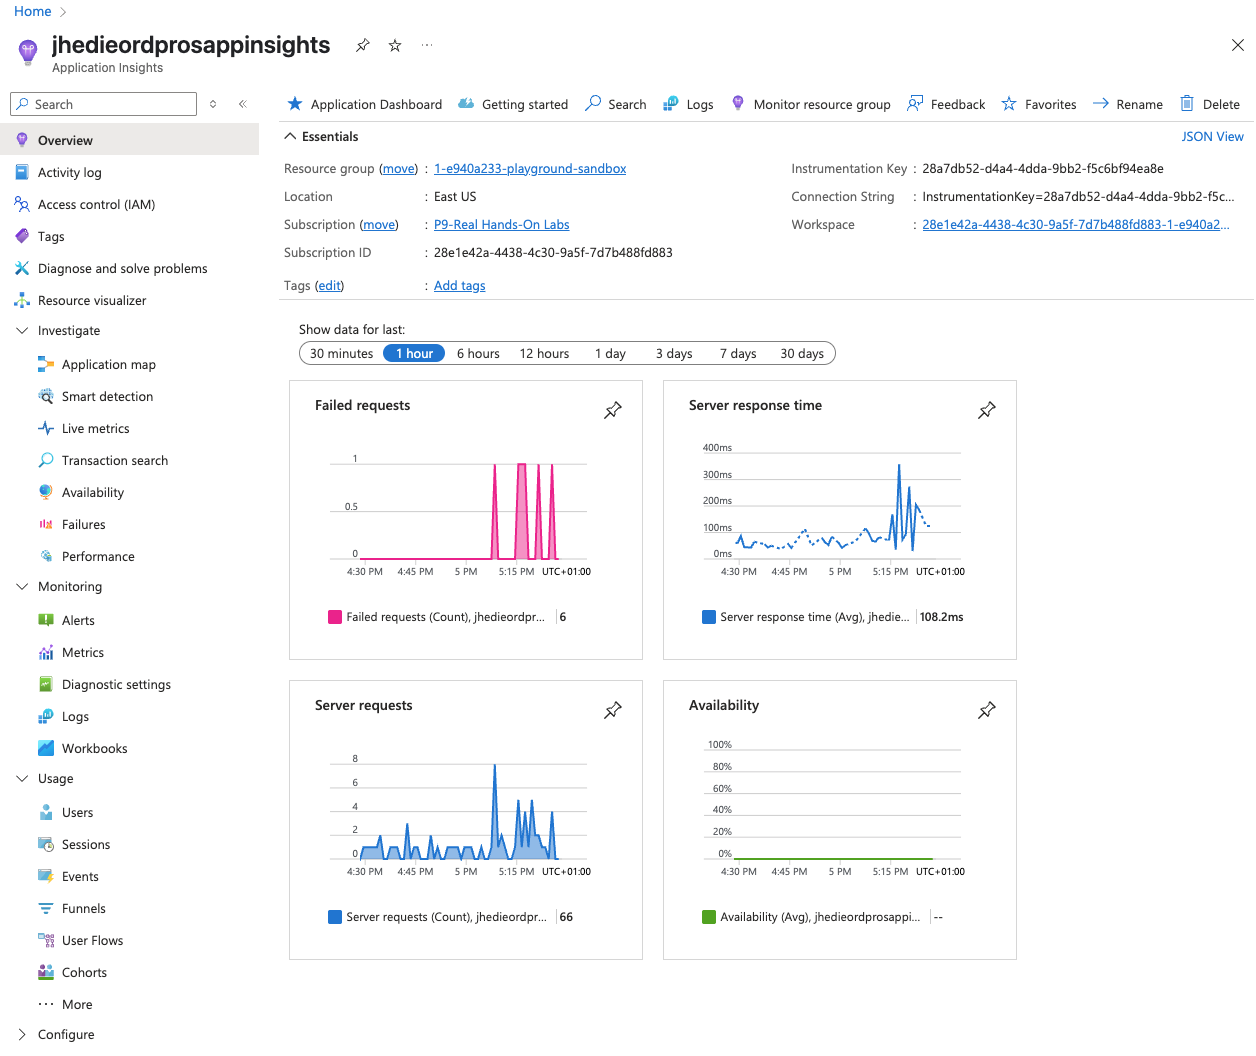 Home
jhedieordprosappinsights
Application Insights
Search
Application Dashboard Getting started Search Logs Monitor resource group Feedback Favorites Rename Delete
Overview
Activity log
Access control (IAM)
Tags
Diagnose and solve problems
Resource visualizer
Investigate
Application map
Smart detection
Live metrics
Transaction search
Availability
Failures
Performance
Monitoring
Alerts
Metrics
Diagnostic settings
Logs
Workbooks
Usage
Users
Sessions
Events
Funnels
User Flows
Cohorts
More
Configure
Essentials
JSON View
Resource group (move) : 1-e940a233-playground-sandbox
Location : East US
Subscription (move) : P9-Real Hands-On Labs
Subscription ID : 28e1e42a-4438-4c30-9a5f-7d7b488fd883
Tags (edit) : Add tags
Instrumentation Key : 28a7db52-d4a4-4dda-9bb2-f5c6bf94ea8e
Connection String : InstrumentationKey=28a7db52-d4a4-4dda-9bb2-f5c...
Workspace : 28e1e42a-4438-4c30-9a5f-7d7b488fd883-1-e940a2...
Show data for last:
30 minutes 1 hour 6 hours 12 hours 1 day 3 days 7 days 30 days
Failed requests
1
0.5
0
4:30 PM 4:45 PM 5 PM 5:15 PM UTC+01:00
Failed requests (Count), jhedieordpr... 6
Server response time
400ms
300ms
200ms
100ms
0ms
4:30 PM 4:45 PM 5 PM 5:15 PM UTC+01:00
Server response time (Avg), jhedie... 108.2ms
Server requests
8
6
4
2
0
4:30 PM 4:45 PM 5 PM 5:15 PM UTC+01:00
Server requests (Count), jhedieordpr... 66
Availability
100%
80%
60%
40%
20%
0%
4:30 PM 4:45 PM 5 PM 5:15 PM UTC+01:00
Availability (Avg), jhedieordprosappi... --